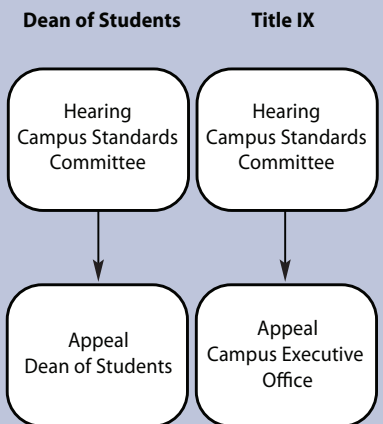 Dean of Students
Title IX
Hearing
Campus Standards
Committee
Hearing
Campus Standards
Committee
Appeal
Dean of Students
Appeal
Campus Executive
Office